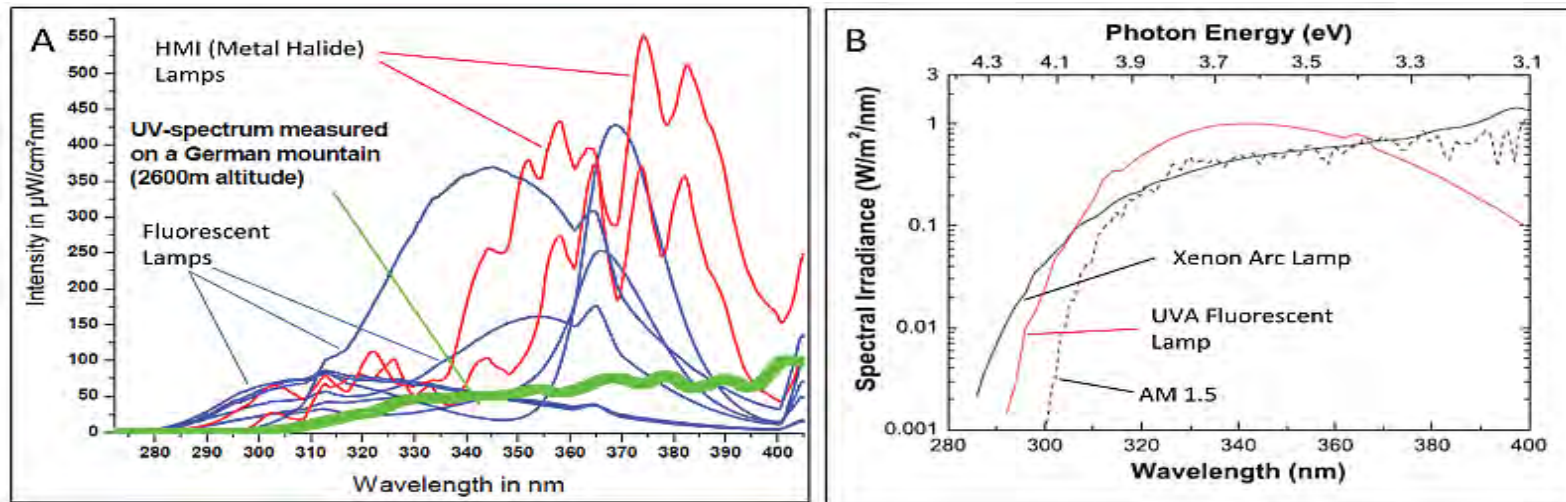 A
HMI (Metal Halide)
Lamps
UV-spectrum measured
on a German mountain
(2600m altitude)
Fluorescent
Lamps
Intensity in µW/cm²nm
550
500
450
400
350
300
250
200
150
100
50
0
280 290 300 310 320 330 340 350 360 370 380 390 400
Wavelength in nm
B
Photon Energy (eV)
4.3 4.1 3.9 3.7 3.5 3.3 3.1
Spectral Irradiance (W/m²/nm)
3
1
0.1
0.01
0.001
Xenon Arc Lamp
UVA Fluorescent
Lamp
AM 1.5
280 300 320 340 360 380 400
Wavelength (nm)